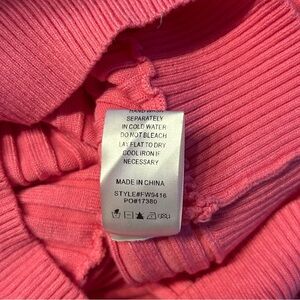 HAND WASH
SEPARATELY
IN COLD WATER
DO NOT BLEACH
LAY FLAT TO DRY
COOL IRON IF
NECESSARY
MADE IN CHINA
STYLE#FW9416
PO#17380